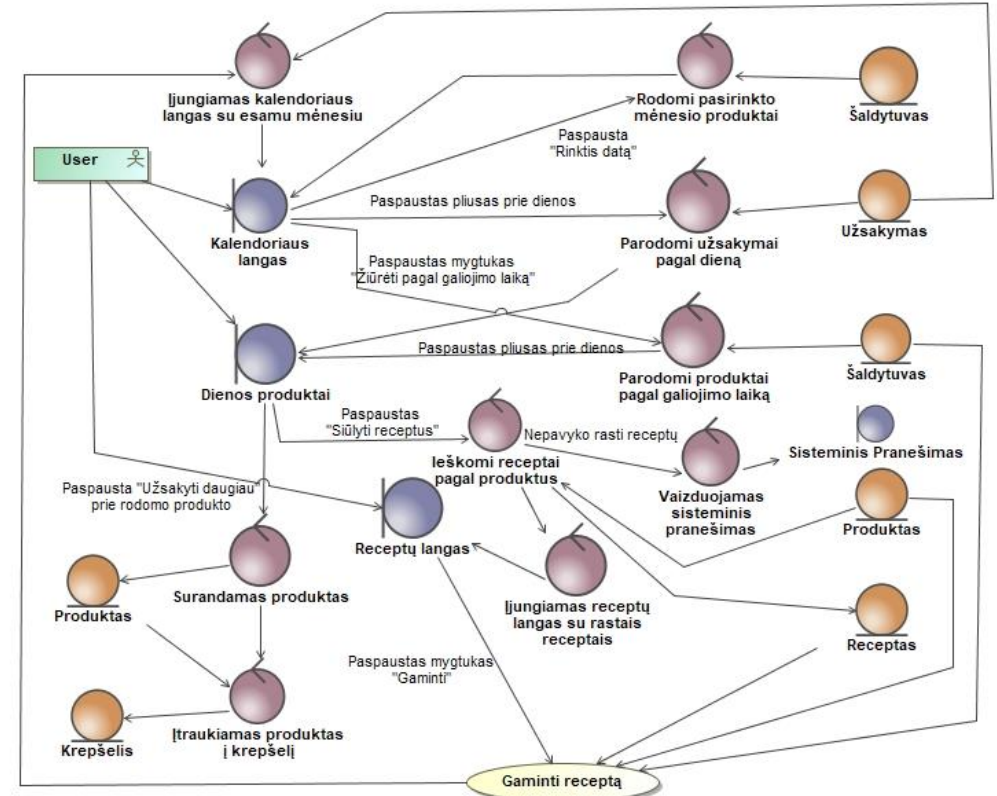 Įjungiamas kalendoriaus
langas su esamu mėnesiu
Rodomi pasirinkto
mėnesio produktai
Šaldytuvas
Paspausta
"Rinktis datą"
User
Paspaustas pliusas prie dienos
Kalendoriaus
langas
Parodomi užsakymai
pagal dieną
Užsakymas
Paspaustas mygtukas
"Žiūrėti pagal galiojimo laiką"
Paspaustas pliusas prie dienos
Dienos produktai
Parodomi produktai
pagal galiojimo laiką
Šaldytuvas
Paspaustas
"Siūlyti receptus"
Nepavyko rasti receptų
Ieškomi receptai
pagal produktus
Sisteminis Pranešimas
Vaizduojamas
sisteminis
pranešimas
Produktas
Paspausta "Užsakyti daugiau"
prie rodomo produkto
Receptų langas
Surandamas produktas
Produktas
Įjungiamas receptų
langas su rastais
receptais
Receptas
Paspaustas mygtukas
"Gaminti"
Įtraukiamas produktas
į krepšelį
Krepšelis
Gaminti receptą